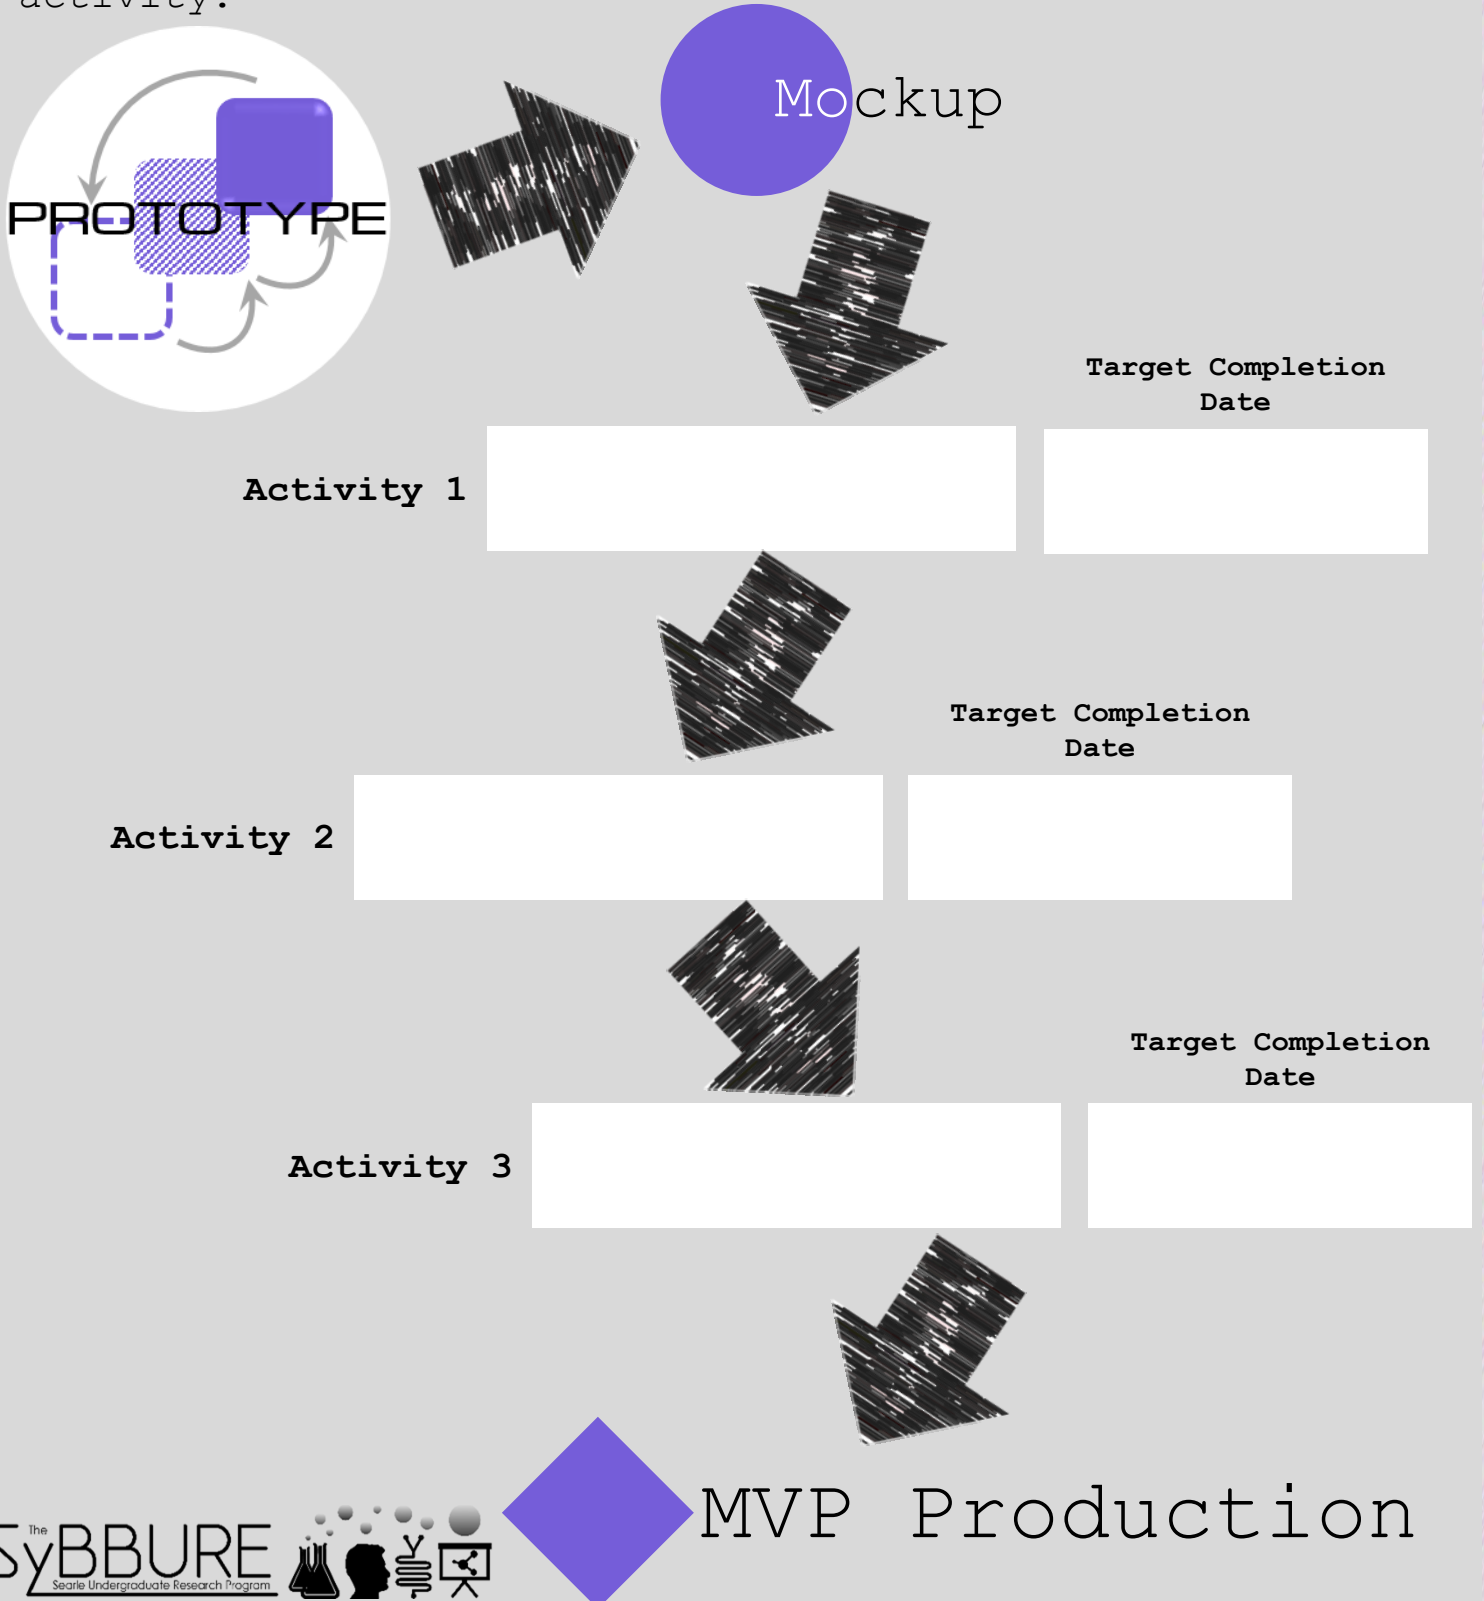 activity.
Mockup
PROTOTYPE
Target Completion
Date
Activity 1
Target Completion
Date
Activity 2
Target Completion
Date
Activity 3
MVP Production
The
SyBBURE
Searle Undergraduate Research Program